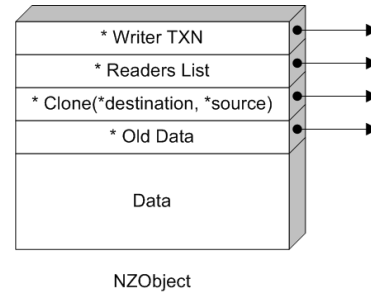 * Writer TXN
* Readers List
* Clone(*destination, *source)
* Old Data
Data
NZObject